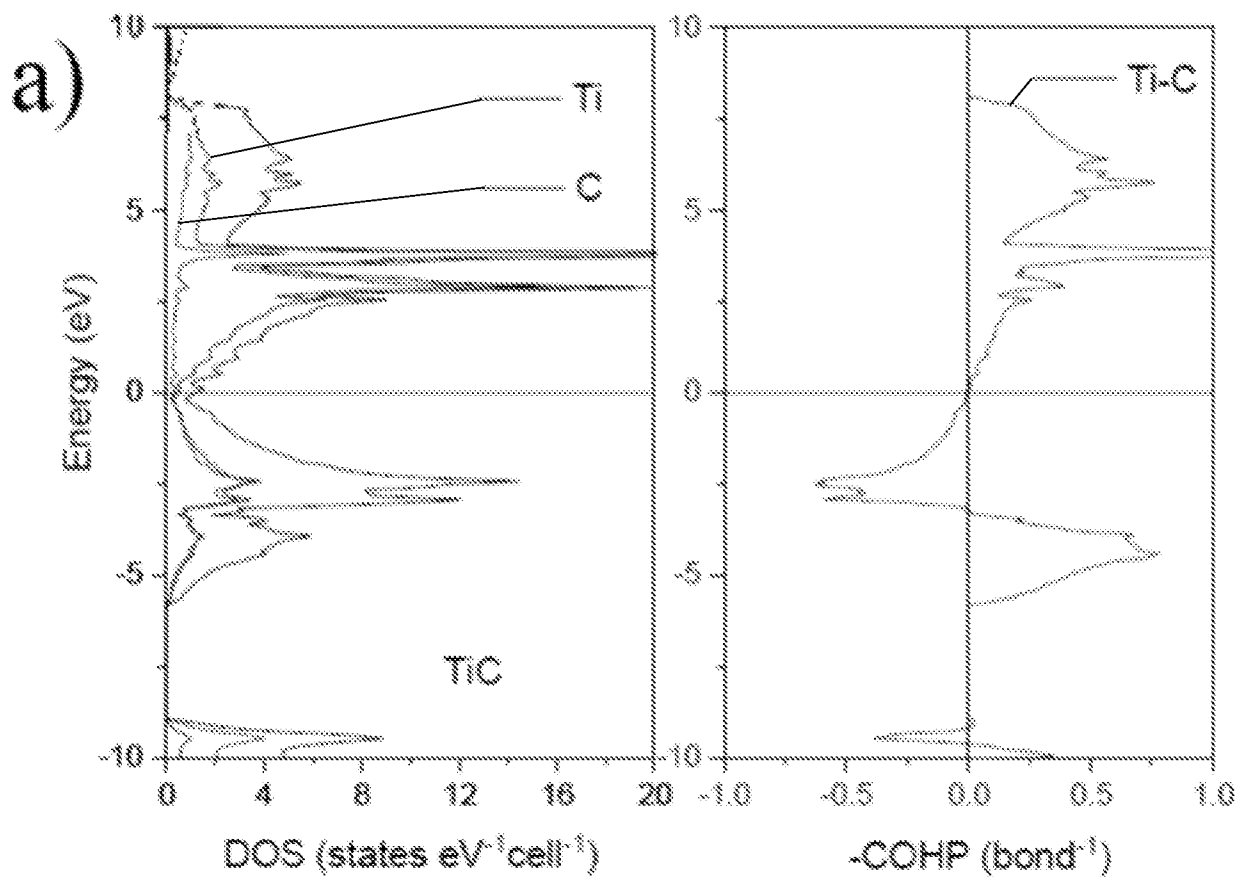 a)
10
5
0
-5
-10
Energy (eV)
Ti
C
TiC
0 4 8 12 16 20
DOS (states eV⁻¹cell⁻¹)
10
5
0
-5
-10
Ti-C
-1.0 -0.5 0.0 0.5 1.0
-COHP (bond⁻¹)